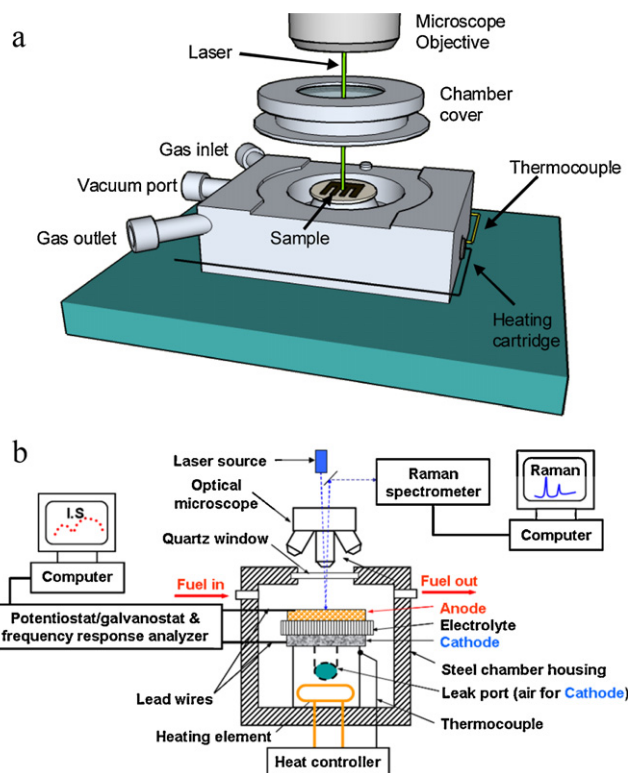 a
Microscope
Objective
Laser
Chamber
cover
Gas inlet
Thermocouple
Vacuum port
Gas outlet
Sample
Heating
cartridge
b
Laser source
Optical
microscope
Raman
spectrometer
Raman
I.S.
Quartz window
Computer
Computer
Fuel in
Fuel out
Potentiostat/galvanostat &
frequency response analyzer
Anode
Electrolyte
Cathode
Steel chamber housing
Lead wires
Leak port (air for Cathode)
Heating element
Thermocouple
Heat controller